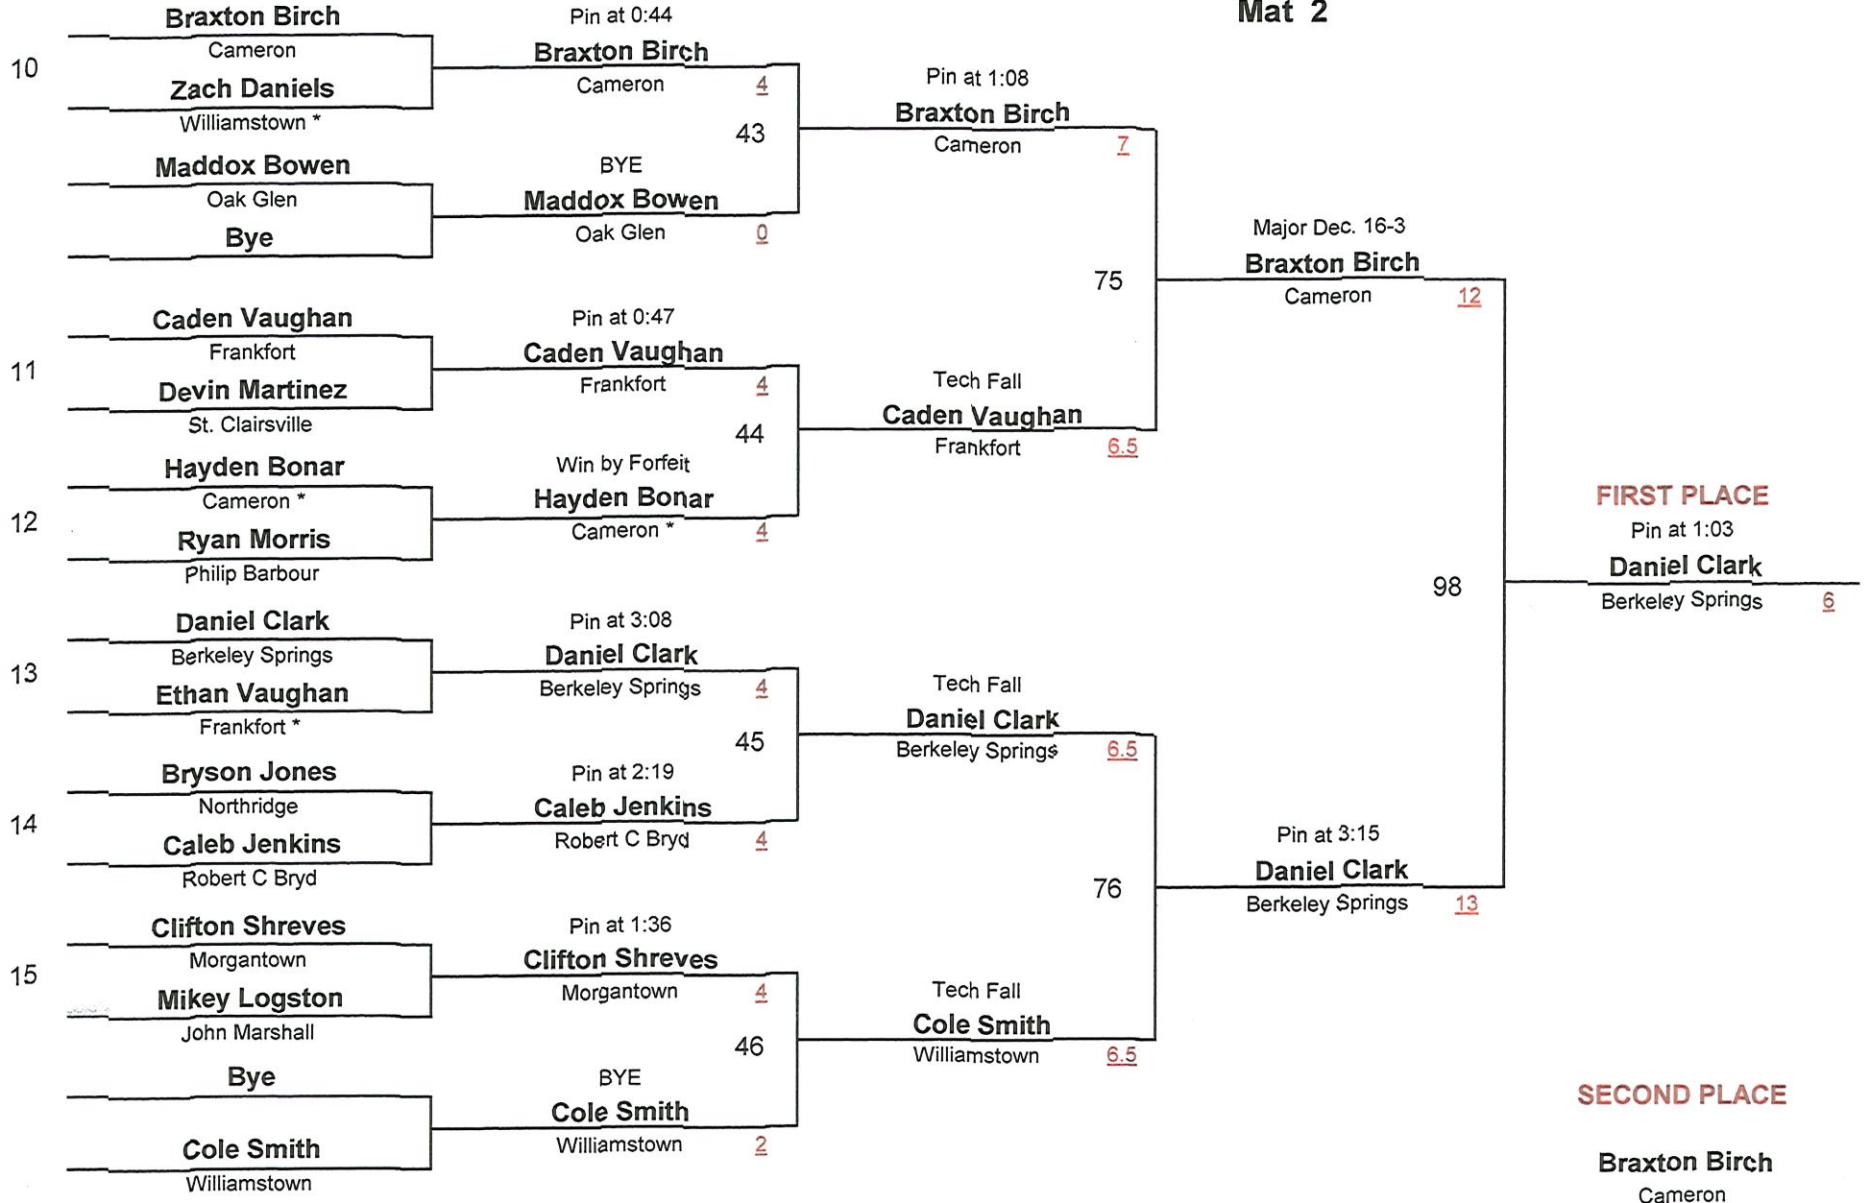 Mat 2
Braxton Birch
Cameron
10
Zach Daniels
Williamstown *
Maddox Bowen
Oak Glen
Bye
Caden Vaughan
Frankfort
11
Devin Martinez
St. Clairsville
Hayden Bonar
Cameron *
12
Ryan Morris
Philip Barbour
Daniel Clark
Berkeley Springs
13
Ethan Vaughan
Frankfort *
Bryson Jones
Northridge
14
Caleb Jenkins
Robert C Bryd
Clifton Shreves
Morgantown
15
Mikey Logston
John Marshall
Bye
Cole Smith
Williamstown
Pin at 0:44
Braxton Birch
Cameron 4
43
BYE
Maddox Bowen
Oak Glen 0
Pin at 0:47
Caden Vaughan
Frankfort 4
44
Win by Forfeit
Hayden Bonar
Cameron * 4
Pin at 3:08
Daniel Clark
Berkeley Springs 4
45
Pin at 2:19
Caleb Jenkins
Robert C Bryd 4
Pin at 1:36
Clifton Shreves
Morgantown 4
46
BYE
Cole Smith
Williamstown 2
Pin at 1:08
Braxton Birch
Cameron 7
75
Tech Fall
Caden Vaughan
Frankfort 6.5
Tech Fall
Daniel Clark
Berkeley Springs 6.5
76
Tech Fall
Cole Smith
Williamstown 6.5
Major Dec. 16-3
Braxton Birch
Cameron 12
98
Pin at 3:15
Daniel Clark
Berkeley Springs 13
FIRST PLACE
Pin at 1:03
Daniel Clark
Berkeley Springs 6
SECOND PLACE
Braxton Birch
Cameron